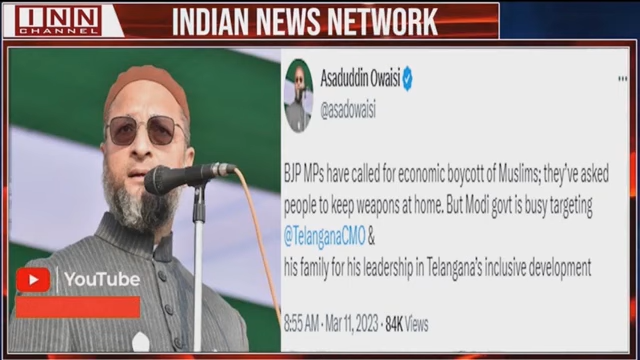 INN
CHANNEL
INDIAN NEWS NETWORK
Asaduddin Owaisi
@asadowaisi
BJP MPs have called for economic boycott of Muslims; they've asked
people to keep weapons at home. But Modi govt is busy targeting
@TelanganaCMO &
his family for his leadership in Telangana's inclusive development
8:55 AM · Mar 11, 2023 · 84K Views
YouTube